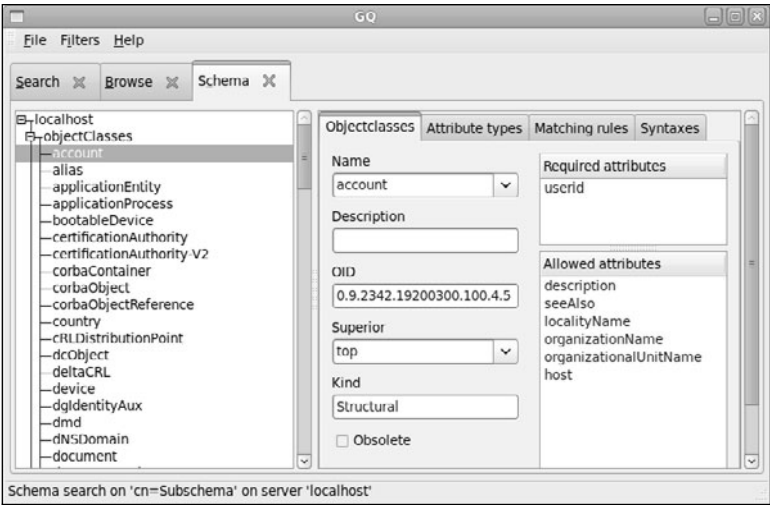 GQ
File Filters Help
Search Browse Schema
localhost
objectClasses
account
alias
applicationEntity
applicationProcess
bootableDevice
certificationAuthority
certificationAuthority-V2
corbaContainer
corbaObject
corbaObjectReference
country
cRLDistributionPoint
dcObject
deltaCRL
device
dgIdentityAux
dmd
dNSDomain
document
Objectclasses Attribute types Matching rules Syntaxes
Name
account
Description
OID
0.9.2342.19200300.100.4.5
Superior
top
Kind
Structural
Obsolete
Required attributes
userid
Allowed attributes
description
seeAlso
localityName
organizationName
organizationalUnitName
host
Schema search on 'cn=Subschema' on server 'localhost'